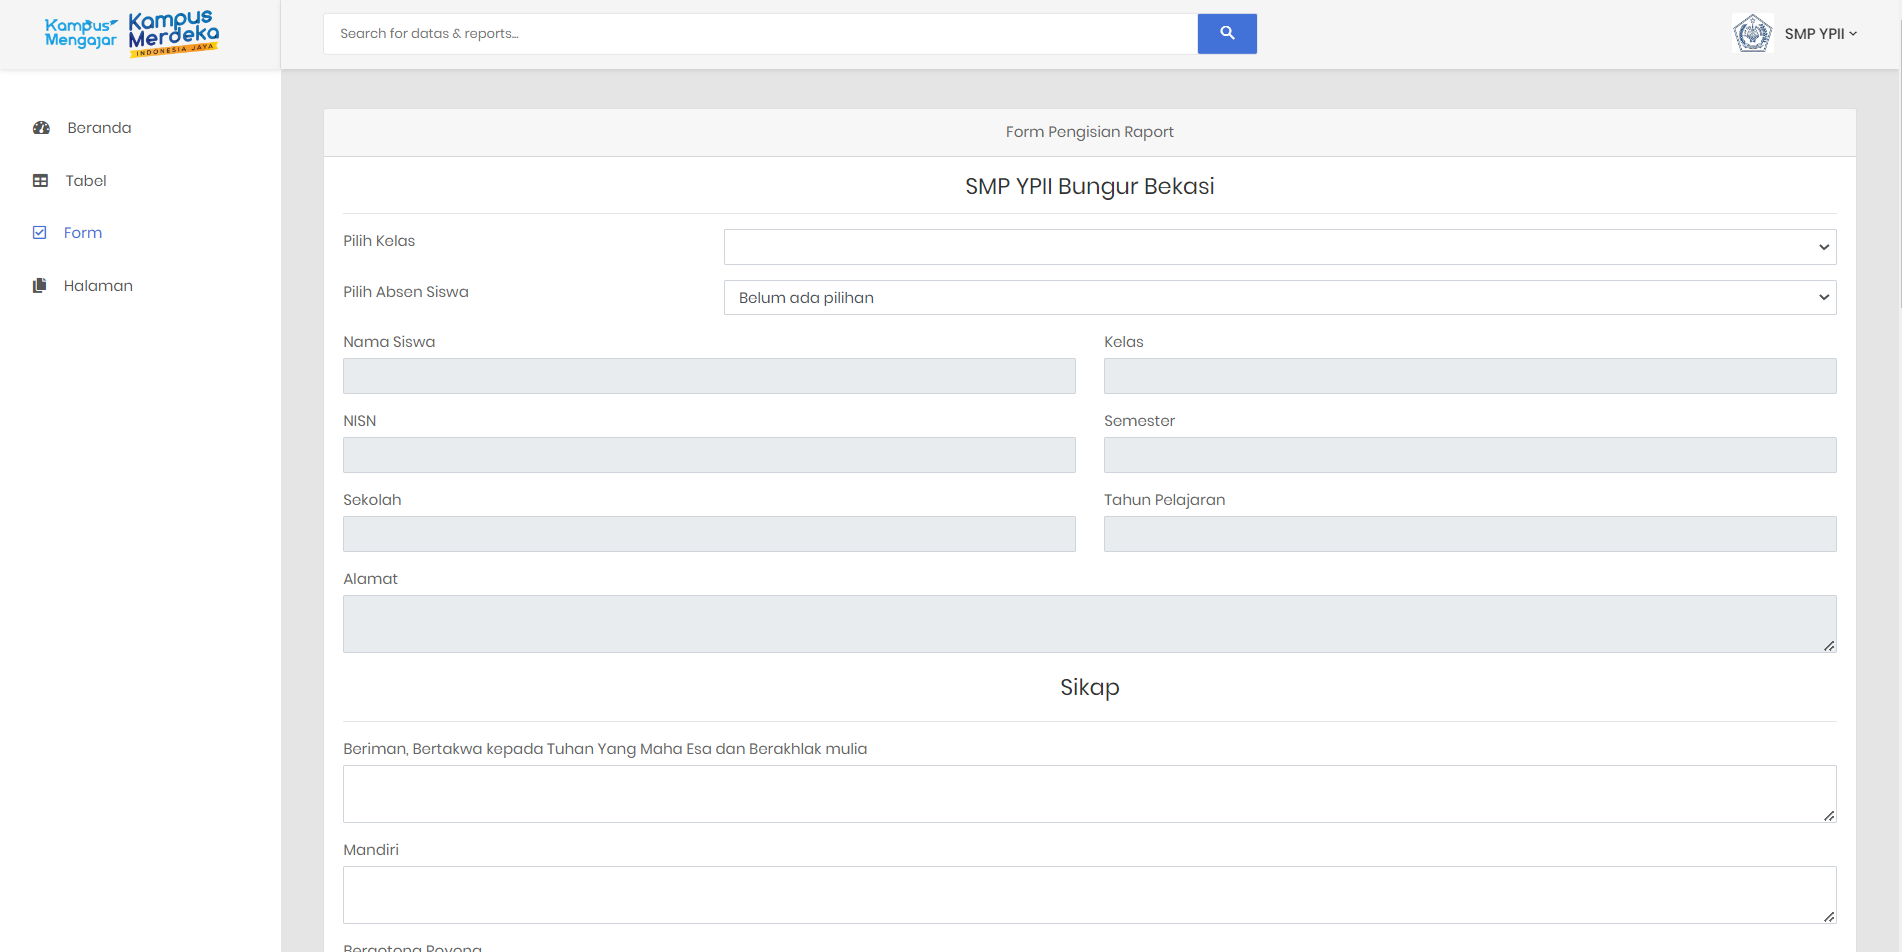 Kampus Mengajar
Kampus Merdeka
INDONESIA JAYA
Search for datas & reports...
SMP YPII
Beranda
Tabel
Form
Halaman
Form Pengisian Raport
SMP YPII Bungur Bekasi
Pilih Kelas
Pilih Absen Siswa
Belum ada pilihan
Nama Siswa
Kelas
NISN
Semester
Sekolah
Tahun Pelajaran
Alamat
Sikap
Beriman, Bertakwa kepada Tuhan Yang Maha Esa dan Berakhlak mulia
Mandiri
Bergotong Royong